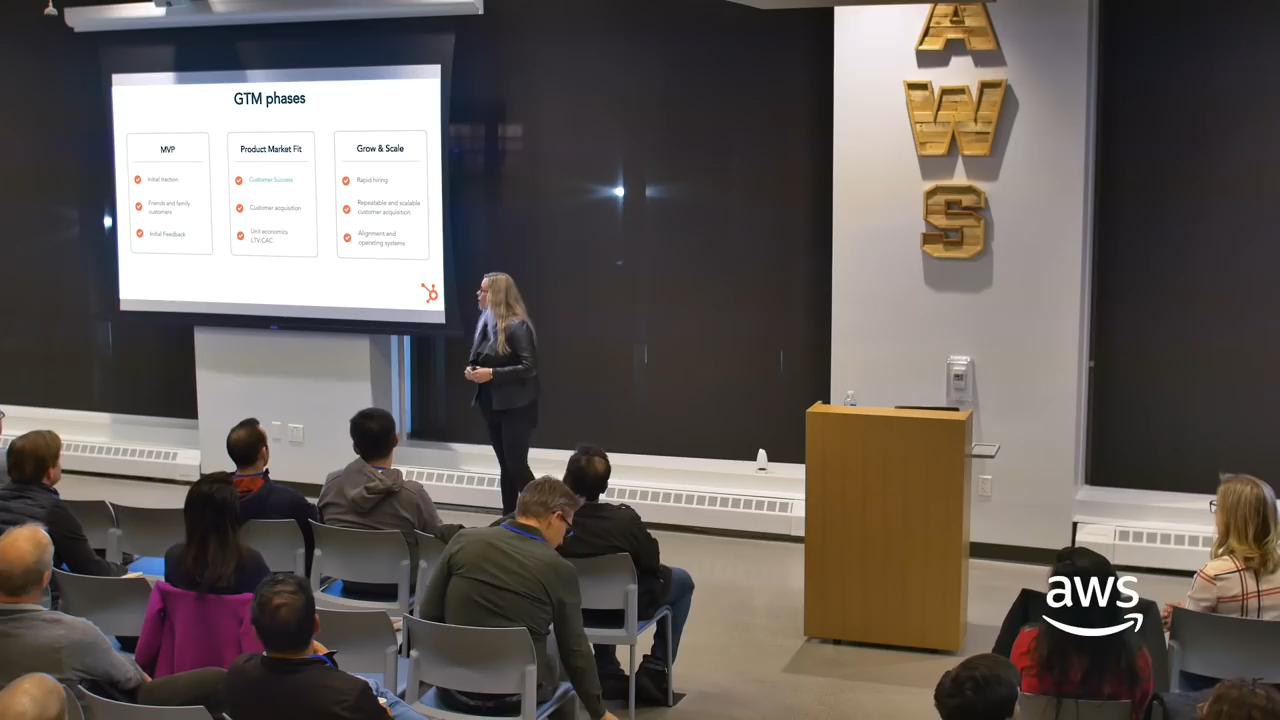 GTM phases
MVP
Initial traction
Friends and family
customers
Initial Feedback
Product Market Fit
Customer Success
Customer acquisition
Unit economics
LTV:CAC
Grow & Scale
Rapid hiring
Repeatable and scalable
customer acquisition
Alignment and
operating systems
A
W
S
aws